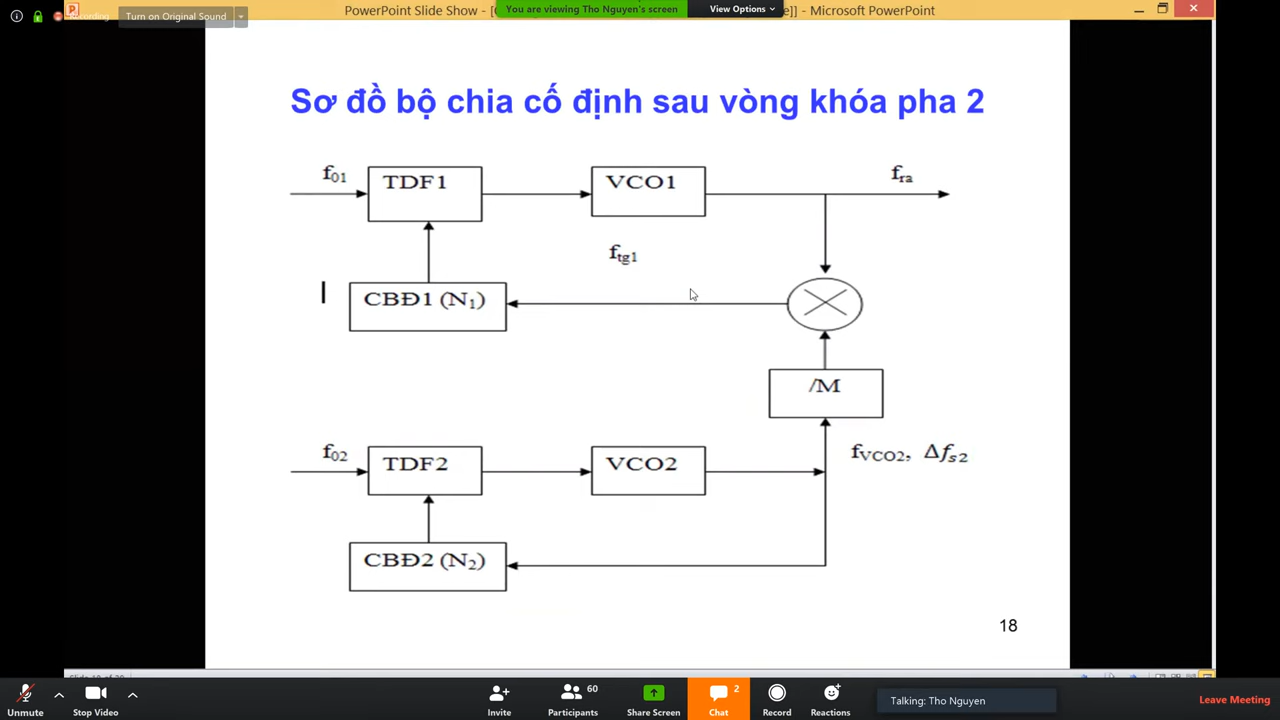 PowerPoint Slide Show - [
You are viewing Tho Nguyen's screen
View Options
]] - Microsoft PowerPoint
Recording
Turn on Original Sound
Sơ đồ bộ chia cố định sau vòng khóa pha 2
f01
TDF1
VCO1
fra
ftg1
CBĐ1 (N1)
/M
f02
TDF2
VCO2
fVCO2, Δfs2
CBĐ2 (N2)
18
Unmute
Stop Video
Invite
60
Participants
Share Screen
2
Chat
Record
Reactions
Talking: Tho Nguyen
Leave Meeting